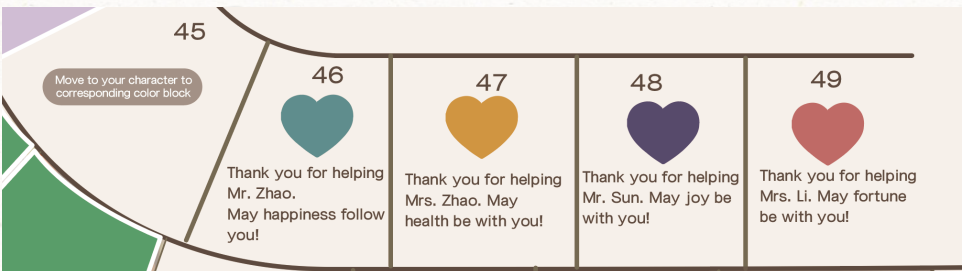 45
Move to your character to
corresponding color block
46
Thank you for helping
Mr. Zhao.
May happiness follow
you!
47
Thank you for helping
Mrs. Zhao. May
health be with you!
48
Thank you for helping
Mr. Sun. May joy be
with you!
49
Thank you for helping
Mrs. Li. May fortune
be with you!